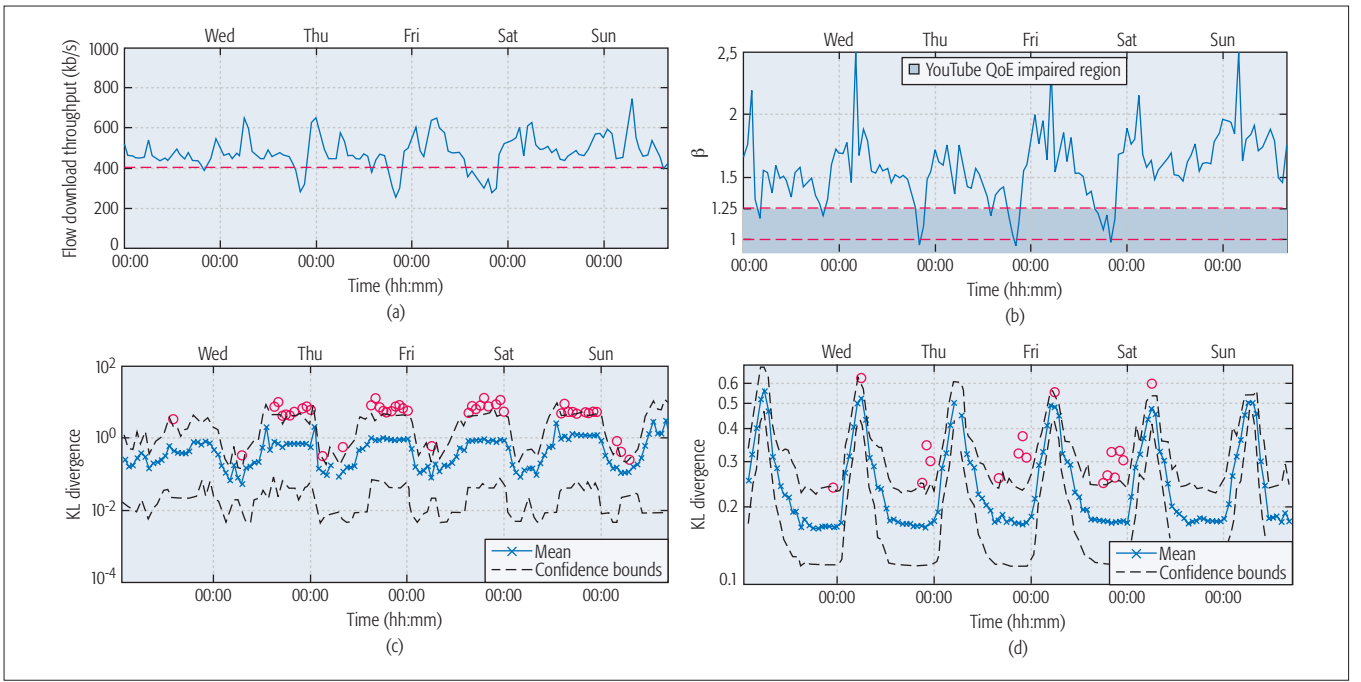 Wed Thu Fri Sat Sun
1000
800
600
400
200
0
Flow download throughput (kb/s)
00:00 00:00 00:00 00:00 00:00 00:00
Time (hh:mm)
(a)
Wed Thu Fri Sat Sun
YouTube QoE impaired region
2,5
2
1.5
1.25
1
β
00:00 00:00 00:00 00:00 00:00 00:00
Time (hh:mm)
(b)
Wed Thu Fri Sat Sun
10²
10⁰
10⁻²
10⁻⁴
KL divergence
Mean
Confidence bounds
00:00 00:00 00:00 00:00 00:00
Time (hh:mm)
(c)
Wed Thu Fri Sat Sun
0.6
0.5
0.4
0.3
0.2
0.1
KL divergence
Mean
Confidence bounds
00:00 00:00 00:00 00:00 00:00
Time (hh:mm)
(d)